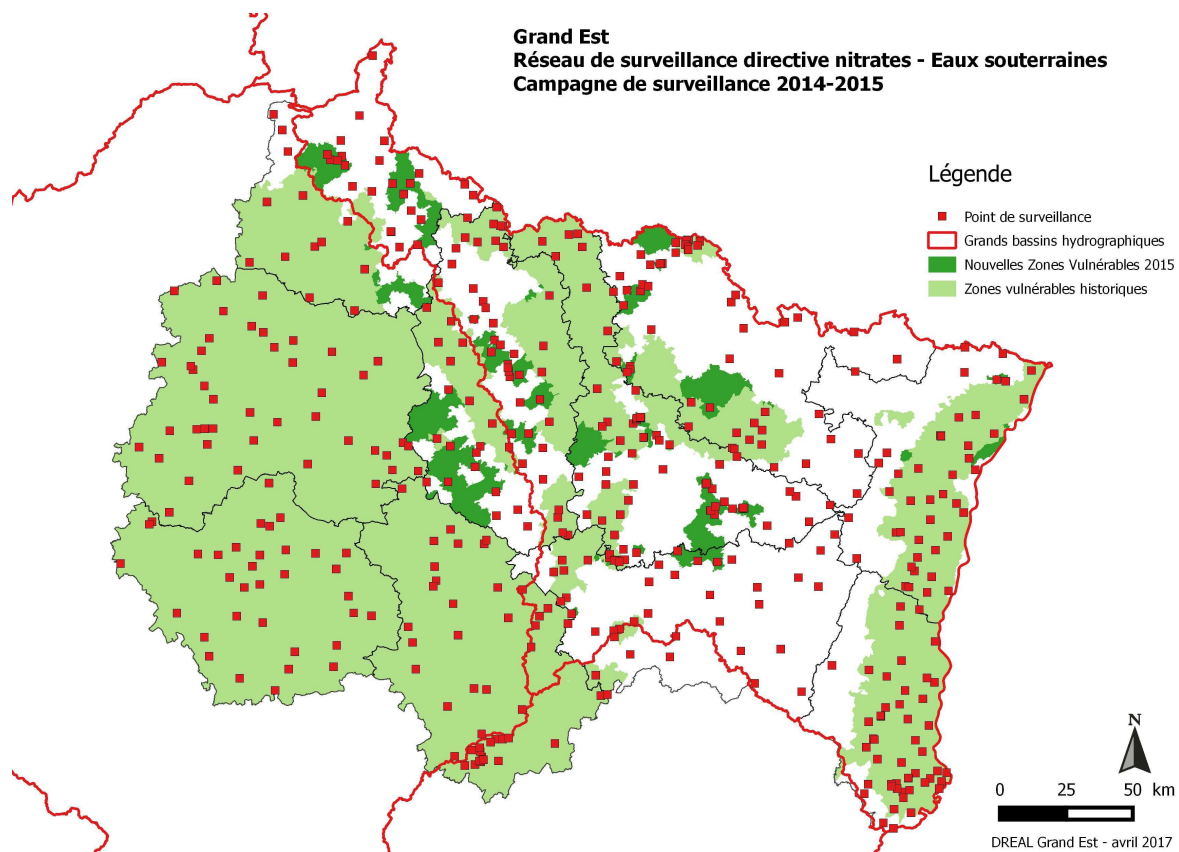 Grand Est
Réseau de surveillance directive nitrates - Eaux souterraines
Campagne de surveillance 2014-2015
Légende
Point de surveillance
Grands bassins hydrographiques
Nouvelles Zones Vulnérables 2015
Zones vulnérables historiques
N
0 25 50 km
DREAL Grand Est - avril 2017